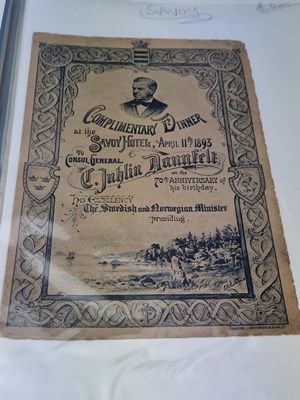 SAVOY
COMPLIMENTARY DINNER
at the
SAVOY HOTEL, APRIL 11TH 1893
TO
CONSUL GENERAL
C. Juhlin Dannfelt
on the
70TH ANNIVERSARY of
his birthday.
HIS EXCELLENCY
The Swedish and Norwegian Minister
presiding.